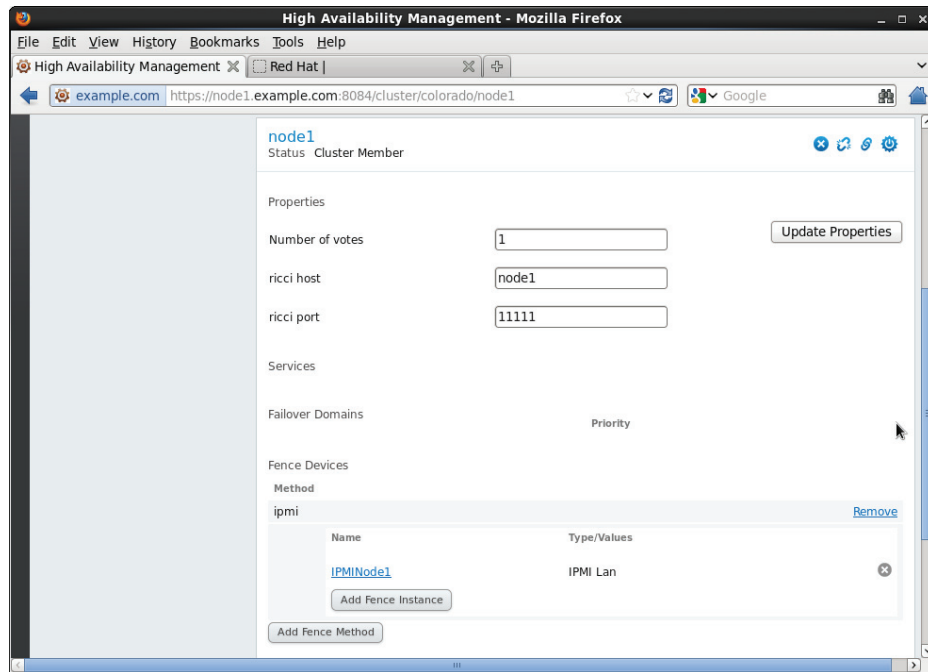 High Availability Management - Mozilla Firefox
File Edit View History Bookmarks Tools Help
High Availability Management Red Hat |
example.com https://node1.example.com:8084/cluster/colorado/node1 Google
node1
Status Cluster Member
Properties
Number of votes 1 Update Properties
ricci host node1
ricci port 11111
Services
Failover Domains
Priority
Fence Devices
Method
ipmi Remove
Name Type/Values
IPMINode1 IPMI Lan
Add Fence Instance
Add Fence Method